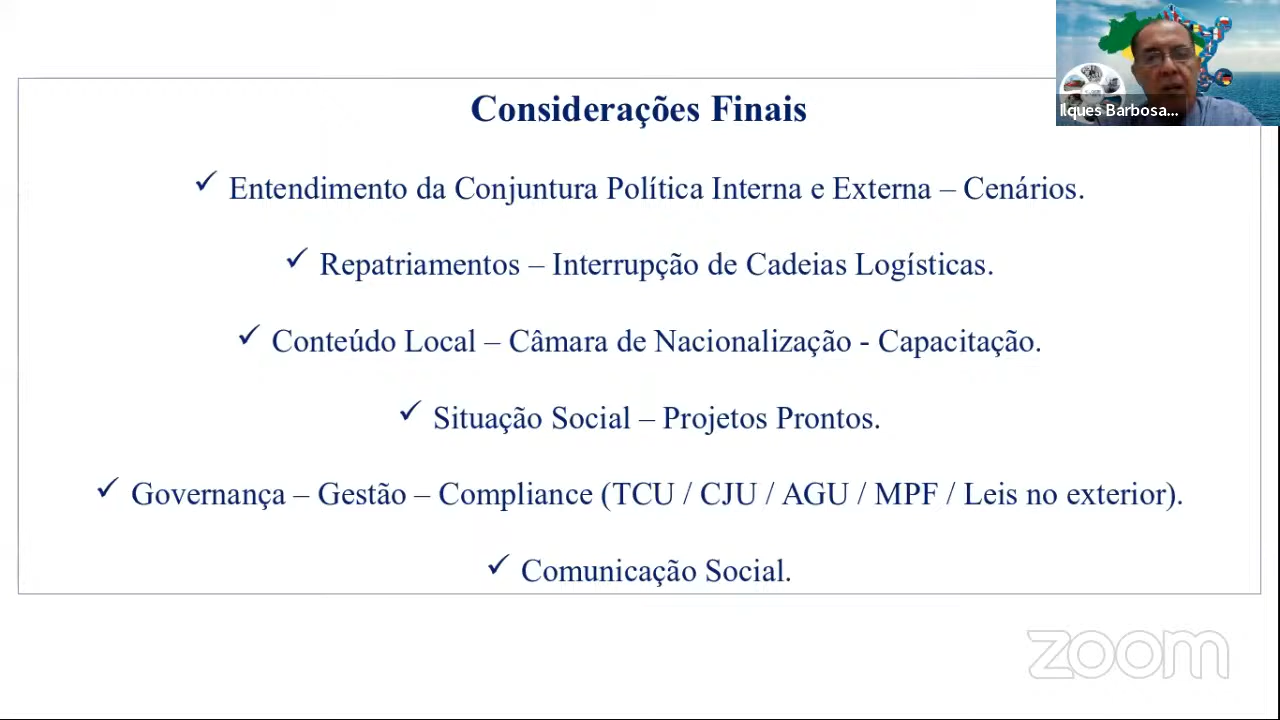 Considerações Finais
Ilques Barbosa...
✓ Entendimento da Conjuntura Política Interna e Externa – Cenários.
✓ Repatriamentos – Interrupção de Cadeias Logísticas.
✓ Conteúdo Local – Câmara de Nacionalização - Capacitação.
✓ Situação Social – Projetos Prontos.
✓ Governança – Gestão – Compliance (TCU / CJU / AGU / MPF / Leis no exterior).
✓ Comunicação Social.
zoom